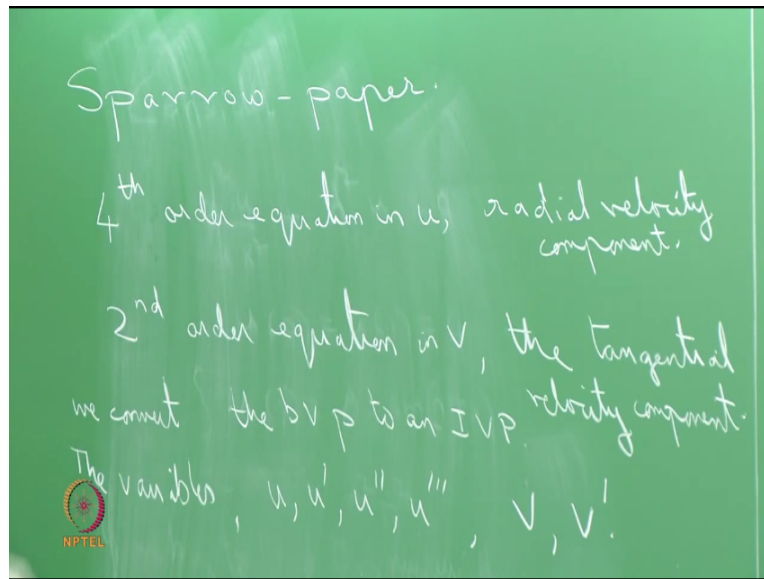 Sparrow - paper.
4th order equation in u, radial velocity
component.
2nd order equation in v, the tangential
velocity component.
we convert the bvp to an IVP.
The variables, u, u', u'', u''', v, v'.
NPTEL